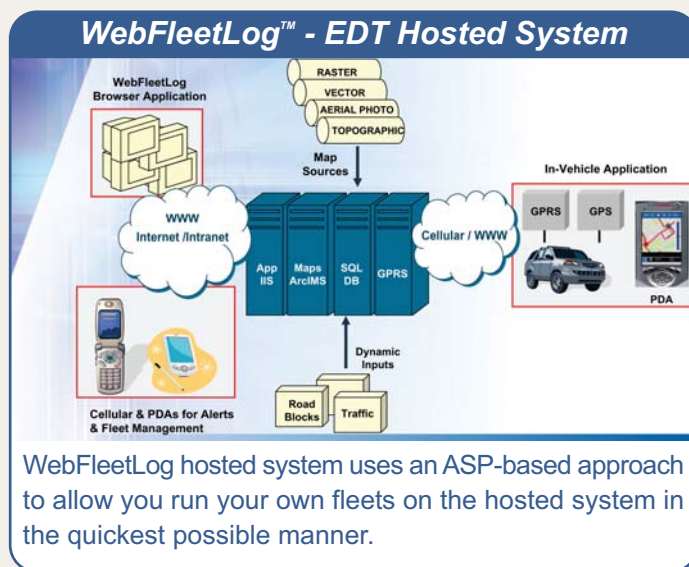 WebFleetLog™ - EDT Hosted System
WebFleetLog
Browser Application
RASTER
VECTOR
AERIAL PHOTO
TOPOGRAPHIC
Map
Sources
In-Vehicle Application
GPRS
GPS
PDA
WWW
Internet /Intranet
App
IIS
Maps
ArcIMS
SQL
DB
GPRS
Cellular / WWW
Dynamic
Inputs
Road
Blocks
Traffic
Cellular & PDAs for Alerts
& Fleet Management
WebFleetLog hosted system uses an ASP-based approach
to allow you run your own fleets on the hosted system in
the quickest possible manner.